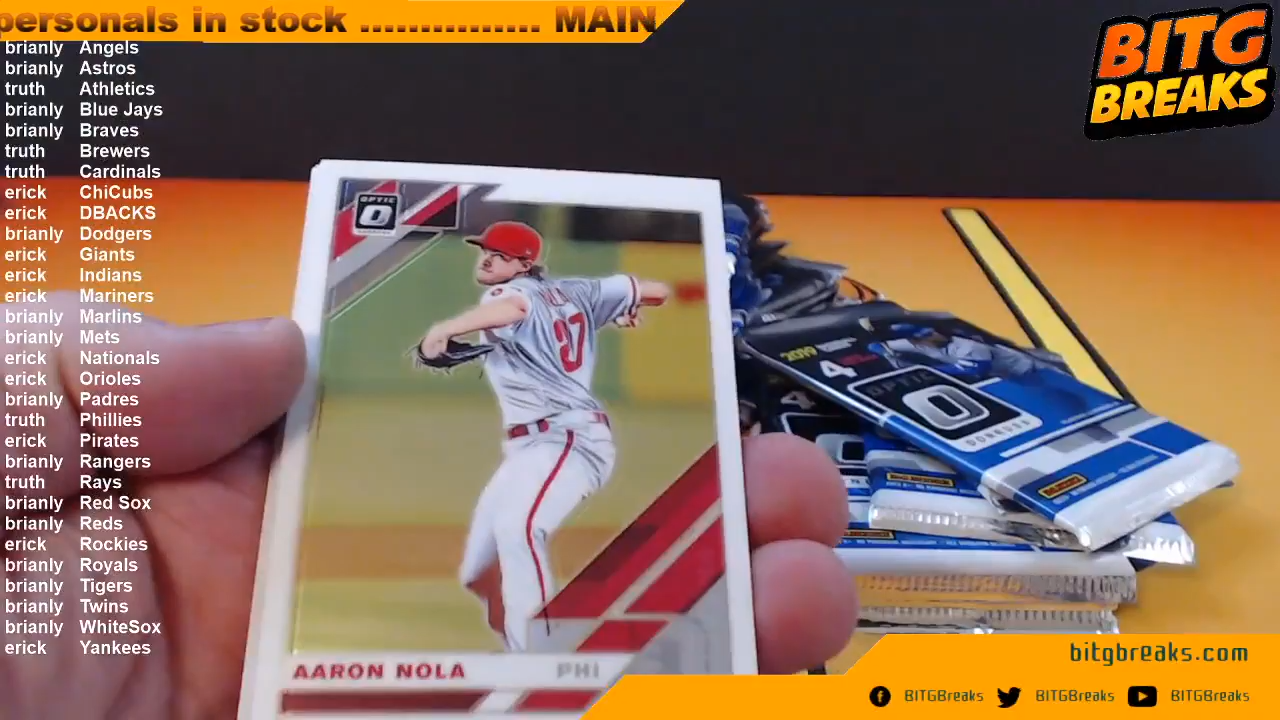 personals in stock ............... MAIN
BITG
BREAKS
brianly Angels
brianly Astros
truth Athletics
brianly Blue Jays
brianly Braves
truth Brewers
truth Cardinals
erick ChiCubs
erick DBACKS
brianly Dodgers
erick Giants
erick Indians
erick Mariners
brianly Marlins
brianly Mets
erick Nationals
erick Orioles
brianly Padres
truth Phillies
erick Pirates
brianly Rangers
truth Rays
brianly Red Sox
brianly Reds
erick Rockies
brianly Royals
brianly Tigers
brianly Twins
brianly WhiteSox
erick Yankees
OPTIC
27
AARON NOLA PHI
2019
4
OPTIC
DONRUSS
PANINI
bitgbreaks.com
BITGBreaks BITGBreaks BITGBreaks